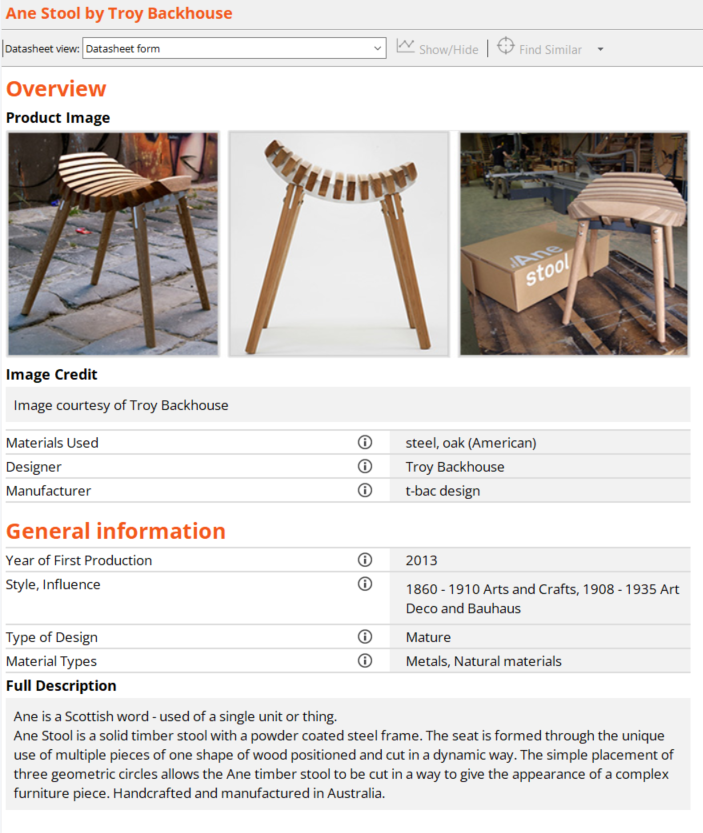 Ane Stool by Troy Backhouse
Datasheet view: Datasheet form Show/Hide Find Similar
Overview
Product Image
Ane
stool
Image Credit
Image courtesy of Troy Backhouse
Materials Used steel, oak (American)
Designer Troy Backhouse
Manufacturer t-bac design
General information
Year of First Production 2013
Style, Influence 1860 - 1910 Arts and Crafts, 1908 - 1935 Art
Deco and Bauhaus
Type of Design Mature
Material Types Metals, Natural materials
Full Description
Ane is a Scottish word - used of a single unit or thing.
Ane Stool is a solid timber stool with a powder coated steel frame. The seat is formed through the unique
use of multiple pieces of one shape of wood positioned and cut in a dynamic way. The simple placement of
three geometric circles allows the Ane timber stool to be cut in a way to give the appearance of a complex
furniture piece. Handcrafted and manufactured in Australia.